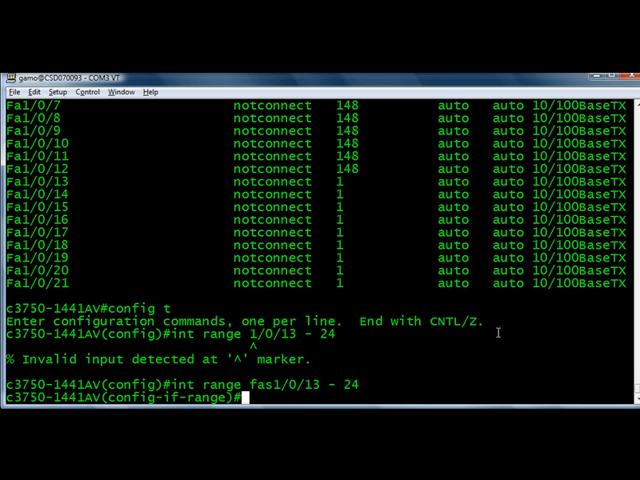 gamo@CSD070093 - COM3 VT
File Edit Setup Control Window Help
Fa1/0/7 notconnect 148 auto auto 10/100BaseTX
Fa1/0/8 notconnect 148 auto auto 10/100BaseTX
Fa1/0/9 notconnect 148 auto auto 10/100BaseTX
Fa1/0/10 notconnect 148 auto auto 10/100BaseTX
Fa1/0/11 notconnect 148 auto auto 10/100BaseTX
Fa1/0/12 notconnect 148 auto auto 10/100BaseTX
Fa1/0/13 notconnect 1 auto auto 10/100BaseTX
Fa1/0/14 notconnect 1 auto auto 10/100BaseTX
Fa1/0/15 notconnect 1 auto auto 10/100BaseTX
Fa1/0/16 notconnect 1 auto auto 10/100BaseTX
Fa1/0/17 notconnect 1 auto auto 10/100BaseTX
Fa1/0/18 notconnect 1 auto auto 10/100BaseTX
Fa1/0/19 notconnect 1 auto auto 10/100BaseTX
Fa1/0/20 notconnect 1 auto auto 10/100BaseTX
Fa1/0/21 notconnect 1 auto auto 10/100BaseTX
c3750-1441AV#config t
Enter configuration commands, one per line. End with CNTL/Z.
c3750-1441AV(config)#int range 1/0/13 - 24
^
% Invalid input detected at '^' marker.
c3750-1441AV(config)#int range fas1/0/13 - 24
c3750-1441AV(config-if-range)#